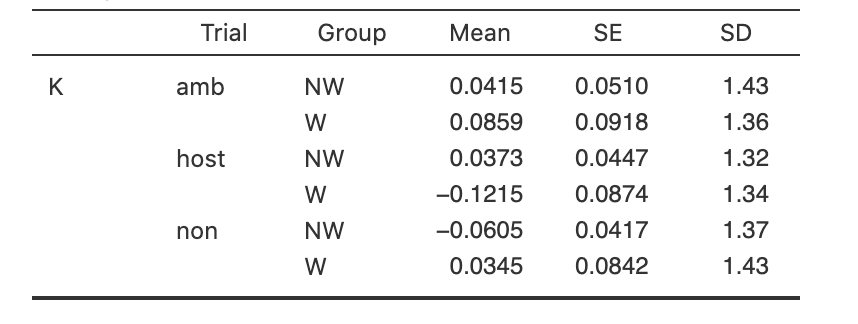 Trial Group Mean SE SD
K amb NW 0.0415 0.0510 1.43
W 0.0859 0.0918 1.36
host NW 0.0373 0.0447 1.32
W −0.1215 0.0874 1.34
non NW −0.0605 0.0417 1.37
W 0.0345 0.0842 1.43